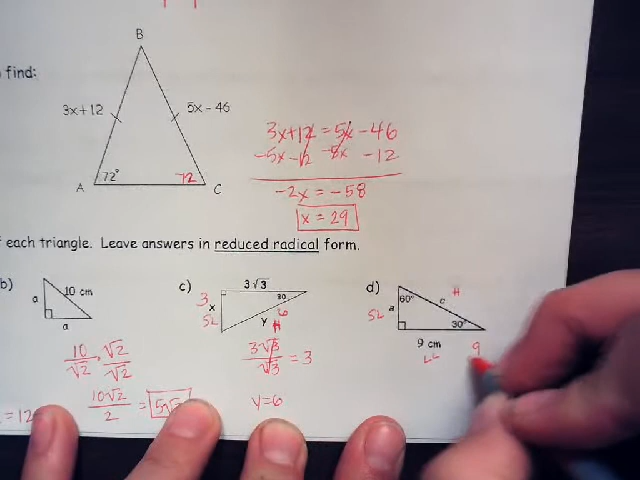 B
find:
3x+12
5x-46
A
72°
72
C
3x+12 = 5x -46
-5x-12 -5x -12
-2x = -58
x = 29
each triangle. Leave answers in reduced radical form.
b)
a
10 cm
a
10/√2 · √2/√2
10√2/2 =
c)
3√3
3
x
SL
30
6
y
H
3√3/√3 = 3
y=6
d)
60°
c
H
SL
a
30°
9 cm
LL
9
= 12